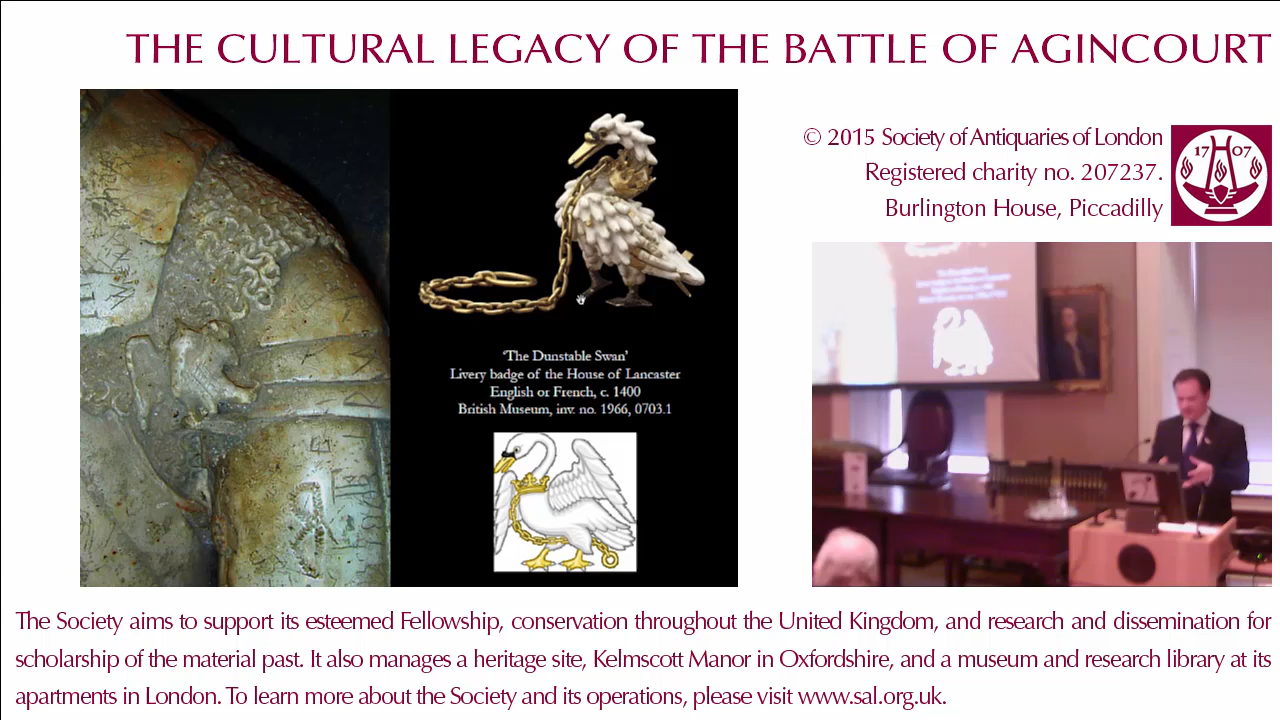 THE CULTURAL LEGACY OF THE BATTLE OF AGINCOURT
© 2015 Society of Antiquaries of London
Registered charity no. 207237.
Burlington House, Piccadilly
17 07
'The Dunstable Swan'
Livery badge of the House of Lancaster
English or French, c. 1400
British Museum, inv. no. 1966, 0703.1
The Society aims to support its esteemed Fellowship, conservation throughout the United Kingdom, and research and dissemination for
scholarship of the material past. It also manages a heritage site, Kelmscott Manor in Oxfordshire, and a museum and research library at its
apartments in London. To learn more about the Society and its operations, please visit www.sal.org.uk.